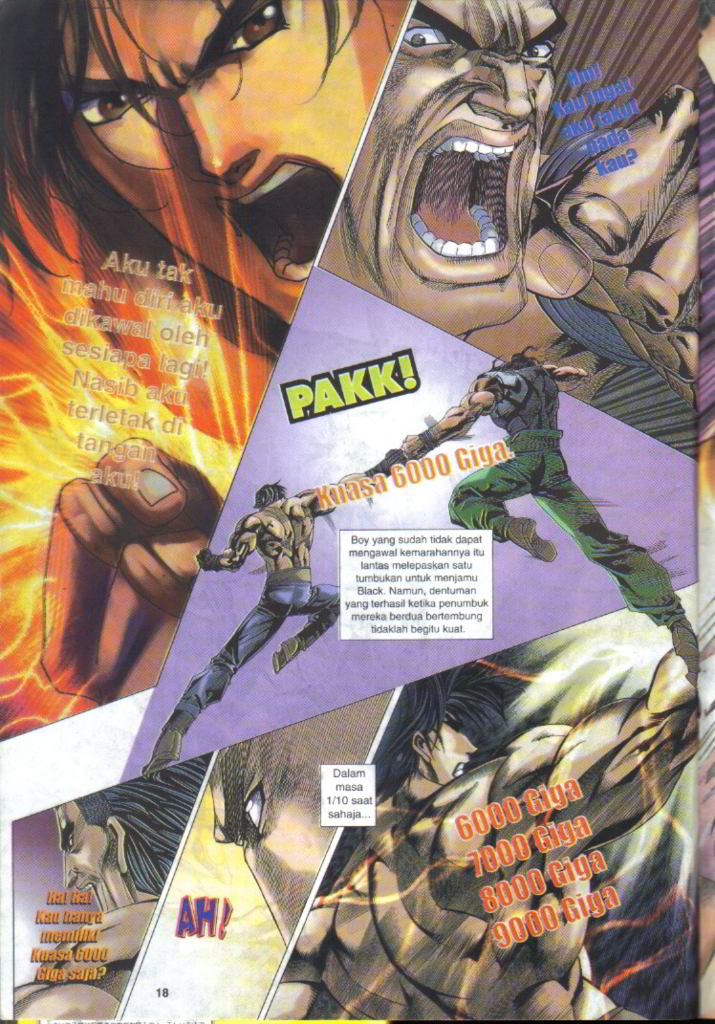 Aku tak
mahu diri aku
dikawal oleh
sesiapa lagi!
Nasib aku
terletak di
tangan
aku!
Hm!
Kau ingat
aku takut
pada
kau?
PAKK!
Kuasa 6000 Giga!
Boy yang sudah tidak dapat
mengawal kemarahannya itu
lantas melepaskan satu
tumbukan untuk menjamu
Black. Namun, dentuman
yang terhasil ketika penumbuk
mereka berdua bertembung
tidaklah begitu kuat.
Ha! Ha!
Kau hanya
memiliki
Kuasa 6000
Giga saja?
AH!
Dalam
masa
1/10 saat
sahaja...
6000 Giga
7000 Giga
8000 Giga
9000 Giga
18